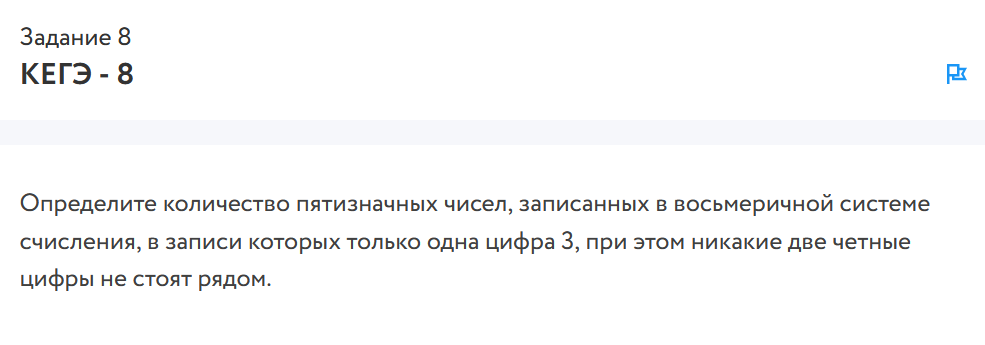 Задание 8
КЕГЭ - 8
Определите количество пятизначных чисел, записанных в восьмеричной системе
счисления, в записи которых только одна цифра 3, при этом никакие две четные
цифры не стоят рядом.